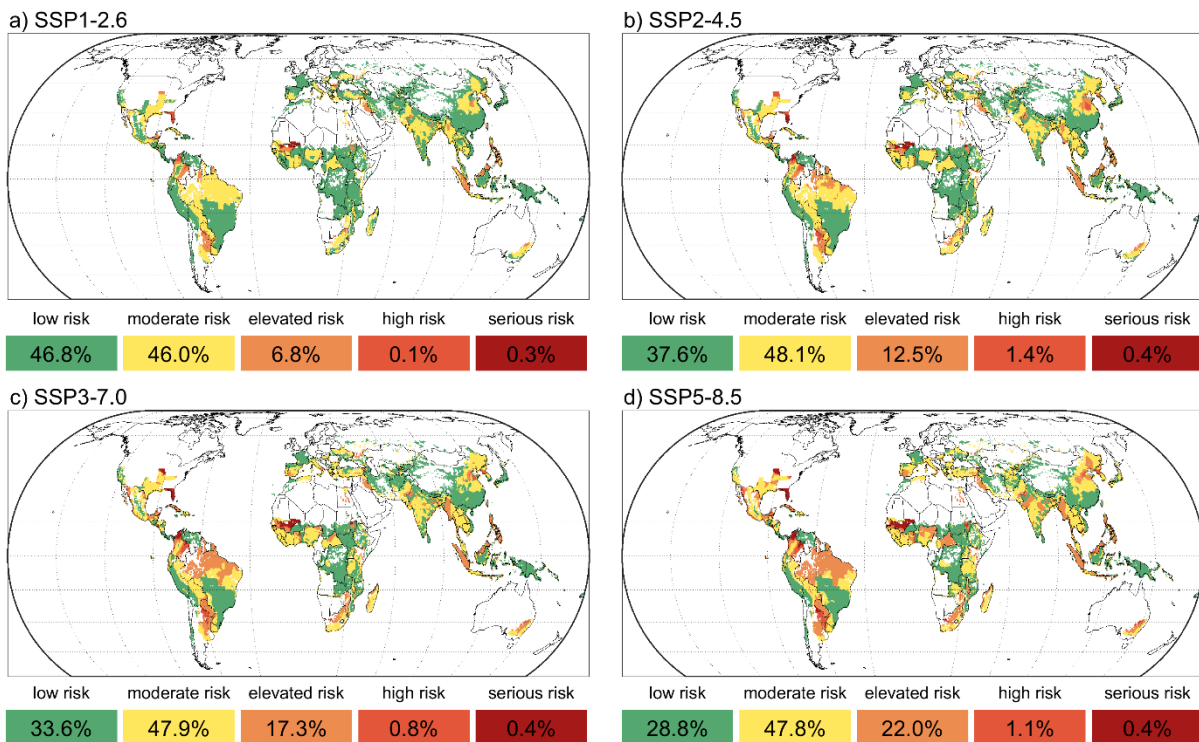 a) SSP1-2.6
b) SSP2-4.5
low risk moderate risk elevated risk high risk serious risk
46.8% 46.0% 6.8% 0.1% 0.3%
low risk moderate risk elevated risk high risk serious risk
37.6% 48.1% 12.5% 1.4% 0.4%
c) SSP3-7.0
d) SSP5-8.5
low risk moderate risk elevated risk high risk serious risk
33.6% 47.9% 17.3% 0.8% 0.4%
low risk moderate risk elevated risk high risk serious risk
28.8% 47.8% 22.0% 1.1% 0.4%